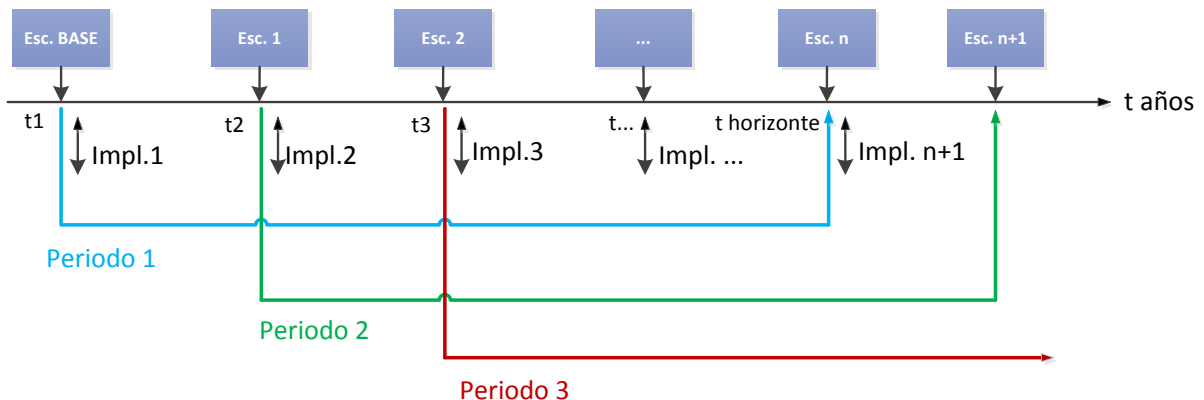 Esc. BASE
Esc. 1
Esc. 2
...
Esc. n
Esc. n+1
t años
t1
t2
t3
t...
t horizonte
Impl.1
Impl.2
Impl.3
Impl. ...
Impl. n+1
Periodo 1
Periodo 2
Periodo 3